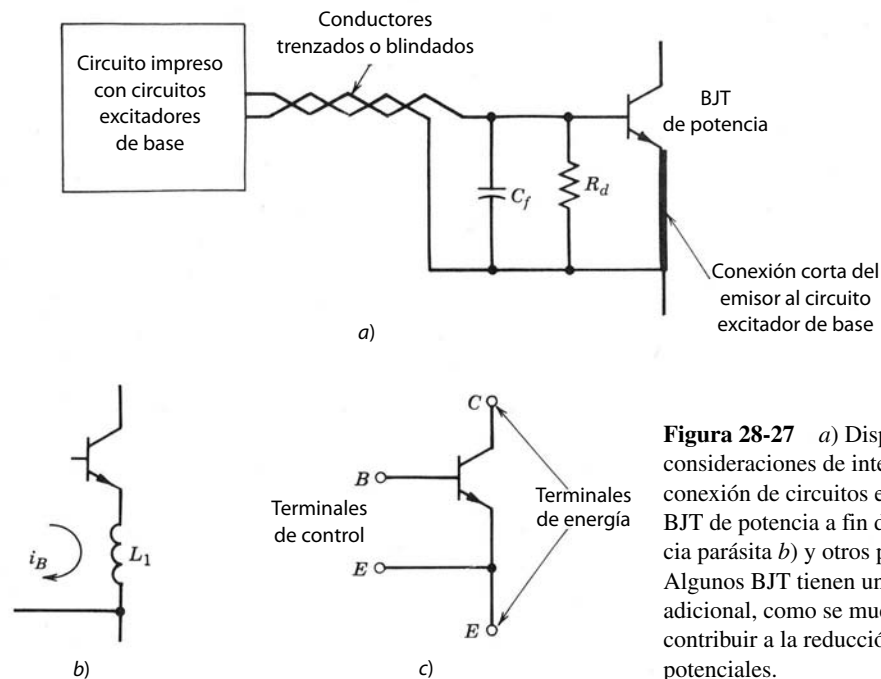 Conductores
trenzados o blindados
Circuito impreso
con circuitos
excitadores
de base
BJT
de potencia
C_f
R_d
Conexión corta del
emisor al circuito
excitador de base
a)
i_B
L_1
b)
C
B
Terminales
de control
Terminales
de energía
E
E
c)
Figura 28-27 a) Disp
consideraciones de inte
conexión de circuitos e
BJT de potencia a fin d
cia parásita b) y otros p
Algunos BJT tienen un
adicional, como se mue
contribuir a la reducció
potenciales.